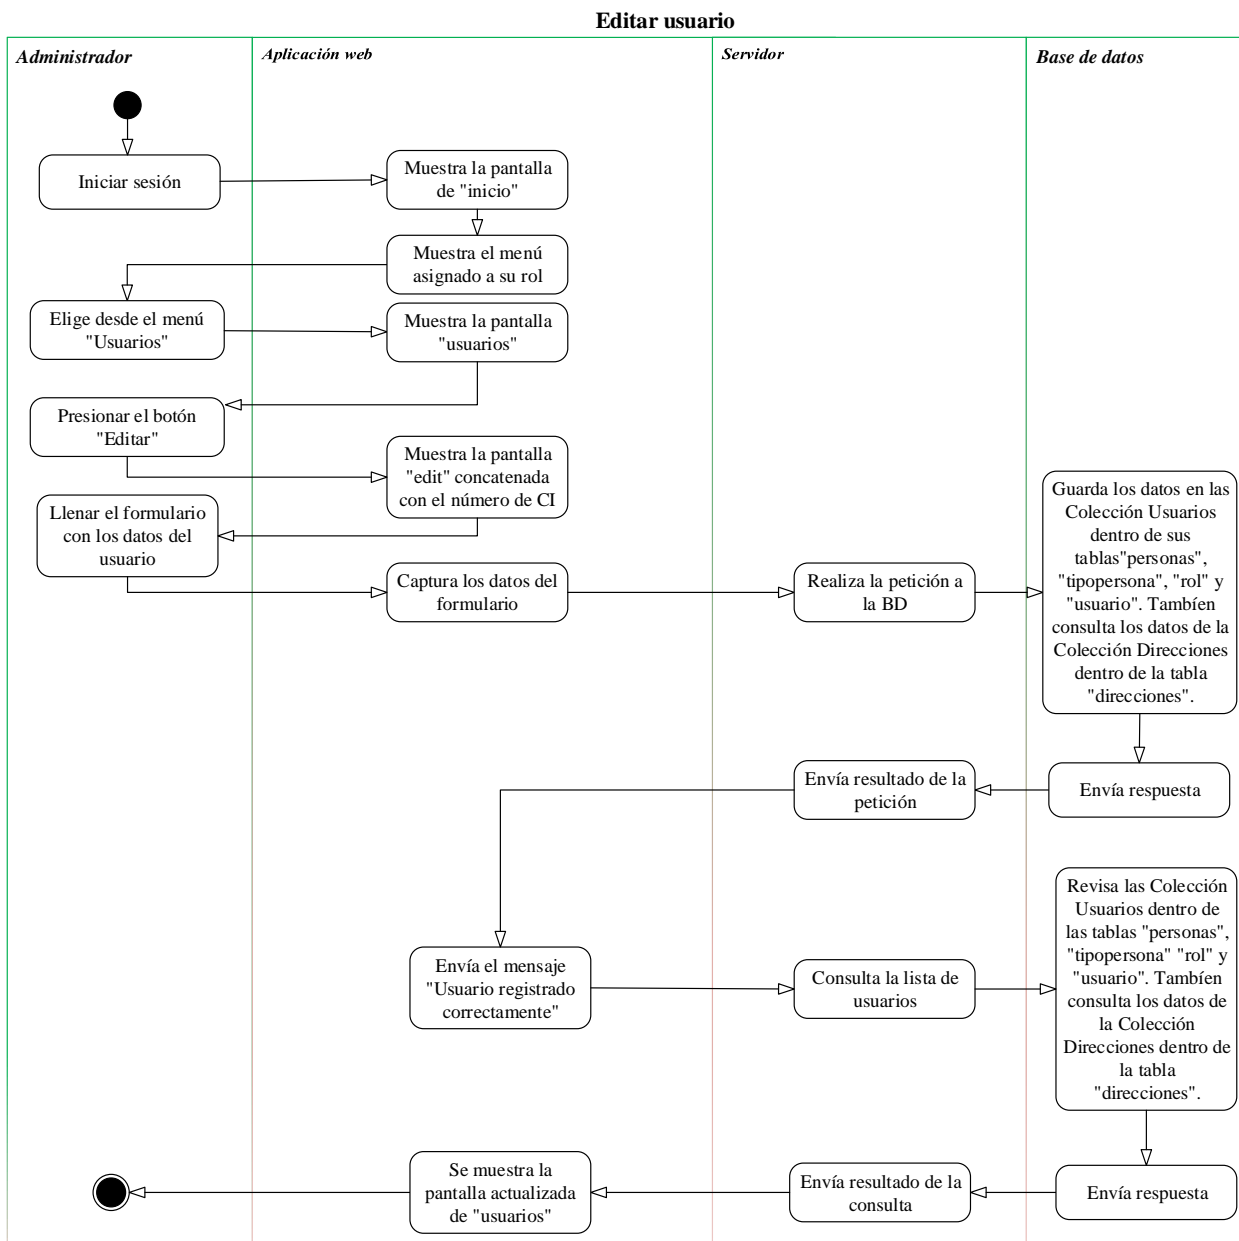 Editar usuario
Administrador
Aplicación web
Servidor
Base de datos
Iniciar sesión
Muestra la pantalla
de "inicio"
Muestra el menú
asignado a su rol
Elige desde el menú
"Usuarios"
Muestra la pantalla
"usuarios"
Presionar el botón
"Editar"
Muestra la pantalla
"edit" concatenada
con el número de CI
Llenar el formulario
con los datos del
usuario
Captura los datos del
formulario
Realiza la petición a
la BD
Guarda los datos en las
Colección Usuarios
dentro de sus
tablas"personas",
"tipopersona", "rol" y
"usuario". Tambíen
consulta los datos de la
Colección Direcciones
dentro de la tabla
"direcciones".
Envía respuesta
Envía resultado de la
petición
Envía el mensaje
"Usuario registrado
correctamente"
Consulta la lista de
usuarios
Revisa las Colección
Usuarios dentro de
las tablas "personas",
"tipopersona" "rol" y
"usuario". Tambíen
consulta los datos de
la Colección
Direcciones dentro de
la tabla
"direcciones".
Envía respuesta
Envía resultado de la
consulta
Se muestra la
pantalla actualizada
de "usuarios"